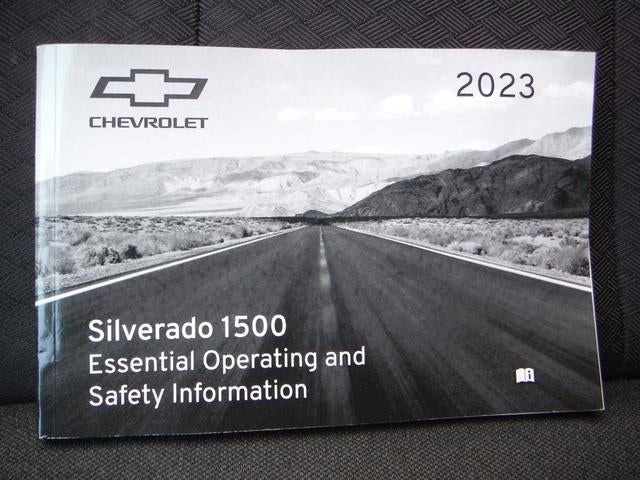 CHEVROLET
2023
Silverado 1500
Essential Operating and
Safety Information